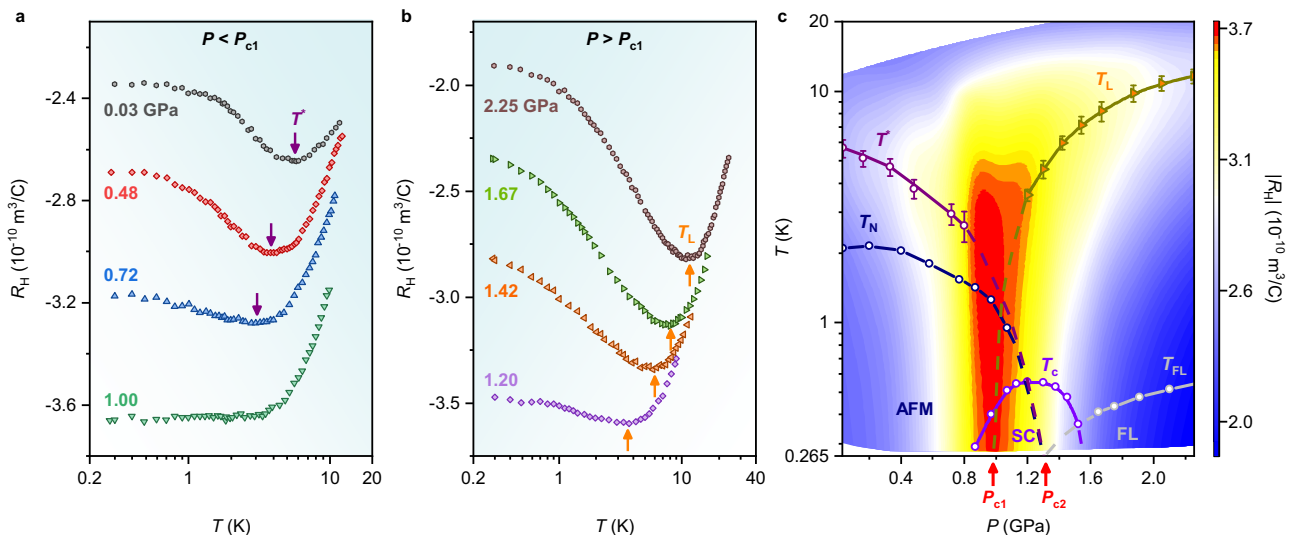 a
P < Pc1
-2.4
-2.8
-3.2
-3.6
RH (10-10 m3/C)
0.03 GPa
T*
0.48
0.72
1.00
0.2
1
10
20
T (K)
b
P > Pc1
-2.0
-2.5
-3.0
-3.5
RH (10-10 m3/C)
2.25 GPa
1.67
TL
1.42
1.20
0.2
1
10
40
T (K)
c
20
10
1
0.265
T (K)
TL
T*
TN
Tc
TFL
AFM
SC
FL
0.4
0.8
1.2
1.6
2.0
Pc1
Pc2
P (GPa)
3.7
3.1
2.6
2.0
|RH| (10-10 m3/C)